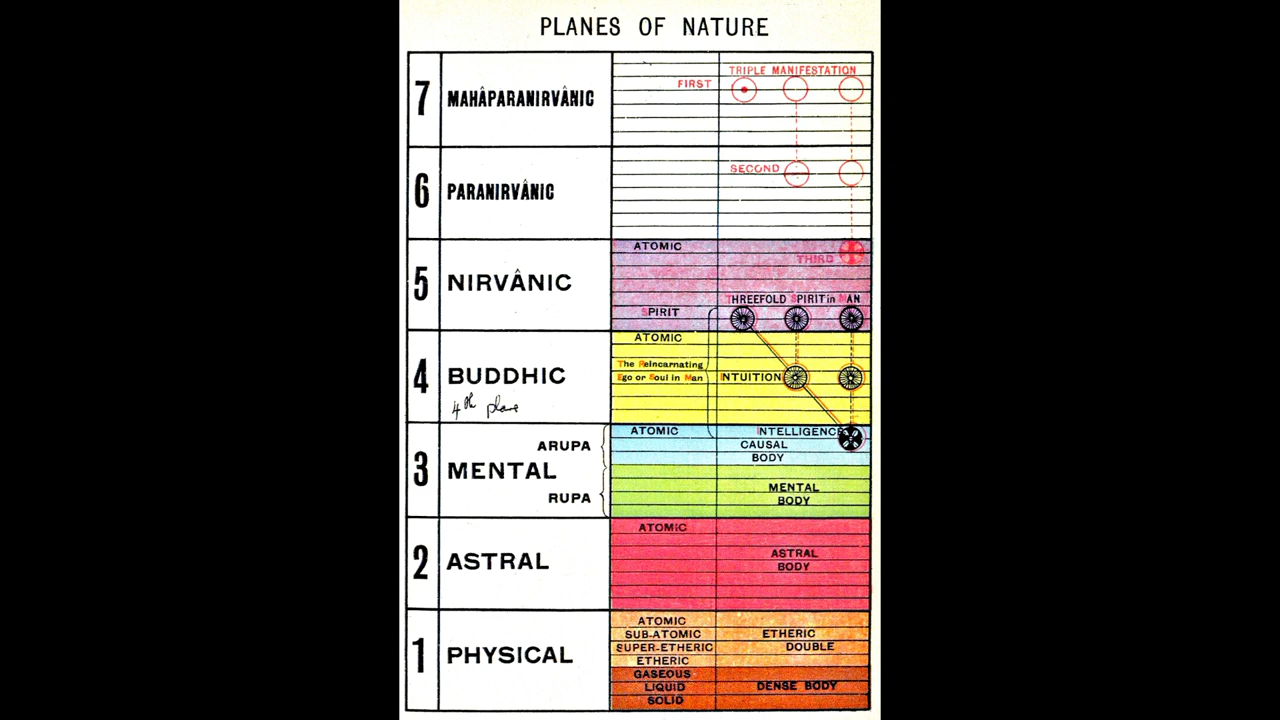 PLANES OF NATURE
7 MAHÂPARANIRVÂNIC
TRIPLE MANIFESTATION
FIRST
6 PARANIRVÂNIC
SECOND
5 NIRVÂNIC
ATOMIC
THIRD
THREEFOLD SPIRIT in MAN
SPIRIT
4 BUDDHIC
4th plane
ATOMIC
The Reincarnating
Ego or Soul in Man
INTUITION
3 MENTAL
ARUPA
RUPA
ATOMIC
INTELLIGENCE
CAUSAL
BODY
MENTAL
BODY
2 ASTRAL
ATOMIC
ASTRAL
BODY
1 PHYSICAL
ATOMIC
SUB-ATOMIC
SUPER-ETHERIC
ETHERIC
GASEOUS
LIQUID
SOLID
ETHERIC
DOUBLE
DENSE BODY